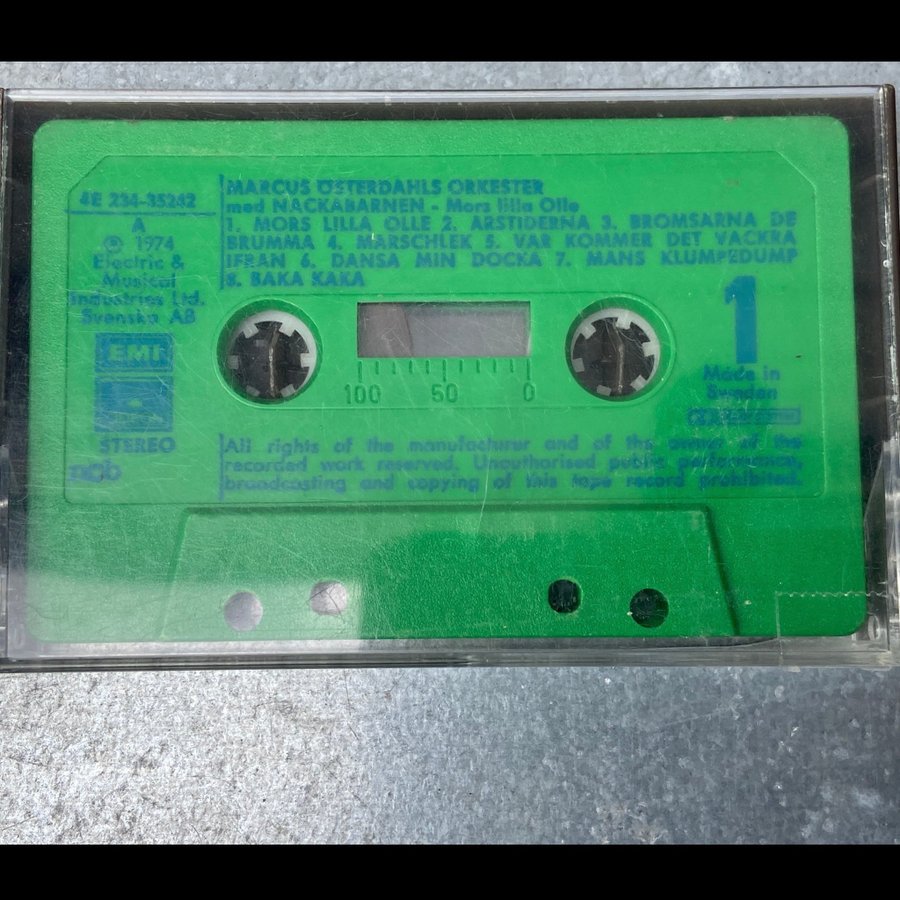 4E 234-35242
A
℗ 1974
Electric &
Musical
Industries Ltd.
Svenska AB
EMI
STEREO
ncb
MARCUS ÖSTERDAHLS ORKESTER
med NACKABARNEN - Mors lilla Olle
1. MORS LILLA OLLE 2. ÅRSTIDERNA 3. BROMSARNA DE
BRUMMA 4. MARSCHLEK 5. VAR KOMMER DET VACKRA
IFRÅN 6. DANSA MIN DOCKA 7. MÅNS KLUMPEDUMP
8. BAKA KAKA
1
Made in
Sweden
100 50 0
All rights of the manufacturer and of the owner of the
recorded work reserved. Unauthorised public performance,
broadcasting and copying of this tape record prohibited.